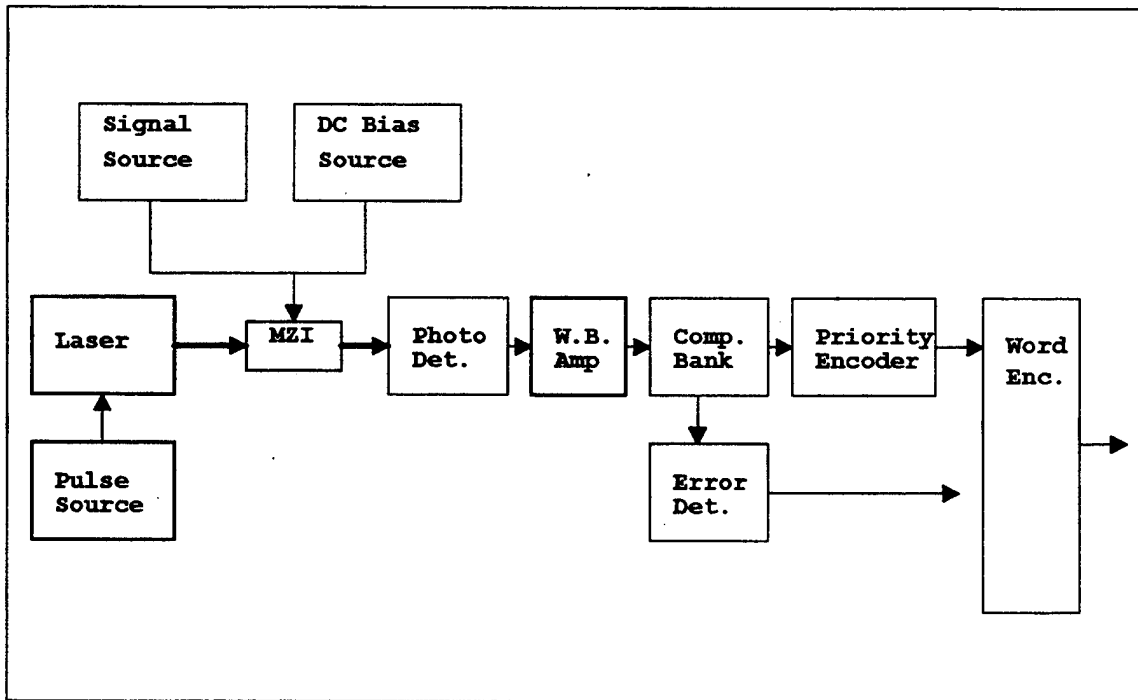 Signal
Source
DC Bias
Source
Laser
MZI
Photo
Det.
W.B.
Amp
Comp.
Bank
Priority
Encoder
Word
Enc.
Pulse
Source
Error
Det.